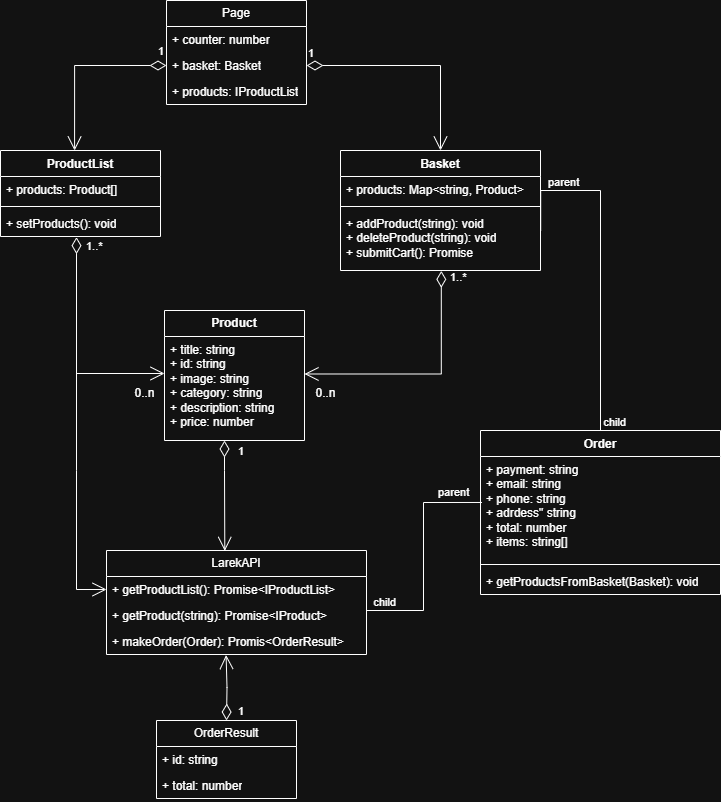 Page
+ counter: number
+ basket: Basket
+ products: IProductList
1
1
ProductList
+ products: Product[]
+ setProducts(): void
1..*
Basket
+ products: Map<string, Product>
+ addProduct(string): void
+ deleteProduct(string): void
+ submitCart(): Promise
1..*
parent
Product
+ title: string
+ id: string
+ image: string
+ category: string
+ description: string
+ price: number
0..n
0..n
1
child
Order
+ payment: string
+ email: string
+ phone: string
+ adrdess" string
+ total: number
+ items: string[]
+ getProductsFromBasket(Basket): void
parent
child
LarekAPI
+ getProductList(): Promise<IProductList>
+ getProduct(string): Promise<IProduct>
+ makeOrder(Order): Promis<OrderResult>
1
OrderResult
+ id: string
+ total: number